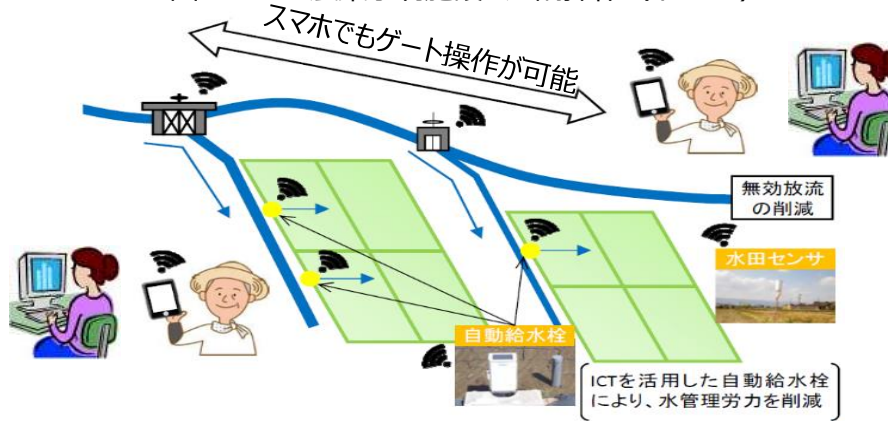 スマホでもゲート操作が可能
無効放流
の削減
水田センサ
自動給水栓
ICTを活用した自動給水栓
により、水管理労力を削減